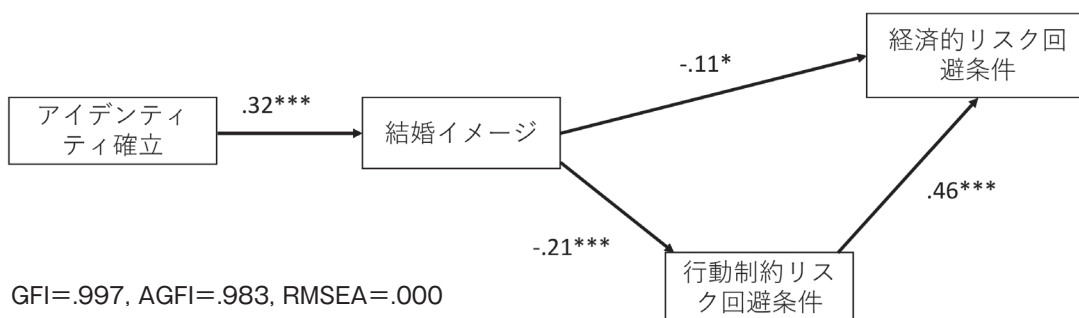 経済的リスク回
避条件
-.11*
アイデンティ
ティ確立
.32***
結婚イメージ
.46***
-.21***
行動制約リス
ク回避条件
GFI=.997, AGFI=.983, RMSEA=.000